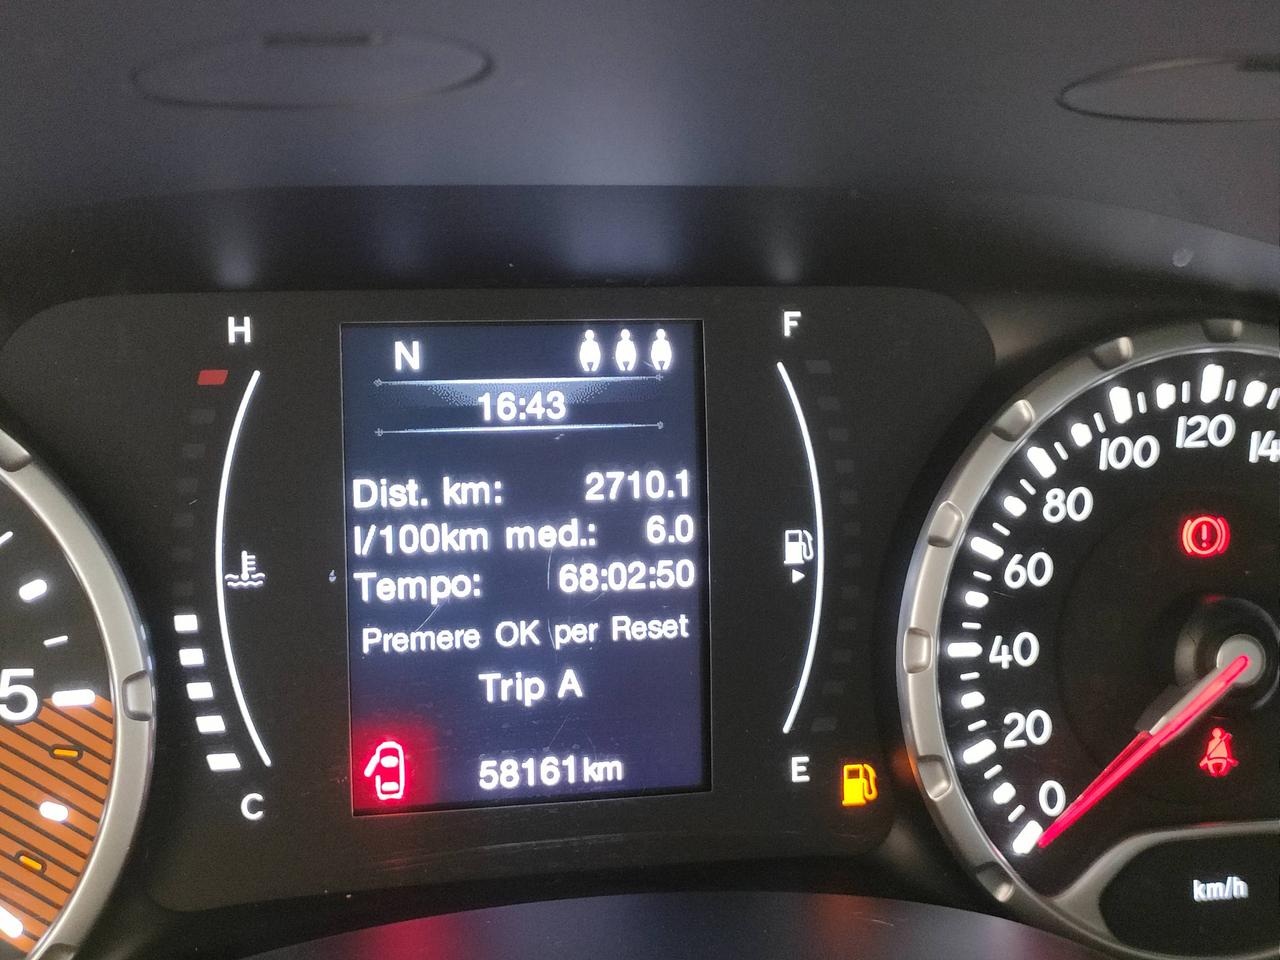 H
F
N
16:43
Dist. km: 2710.1
l/100km med.: 6.0
Tempo: 68:02:50
Premere OK per Reset
Trip A
58161km
C
E
5
0
20
40
60
80
100
120
km/h